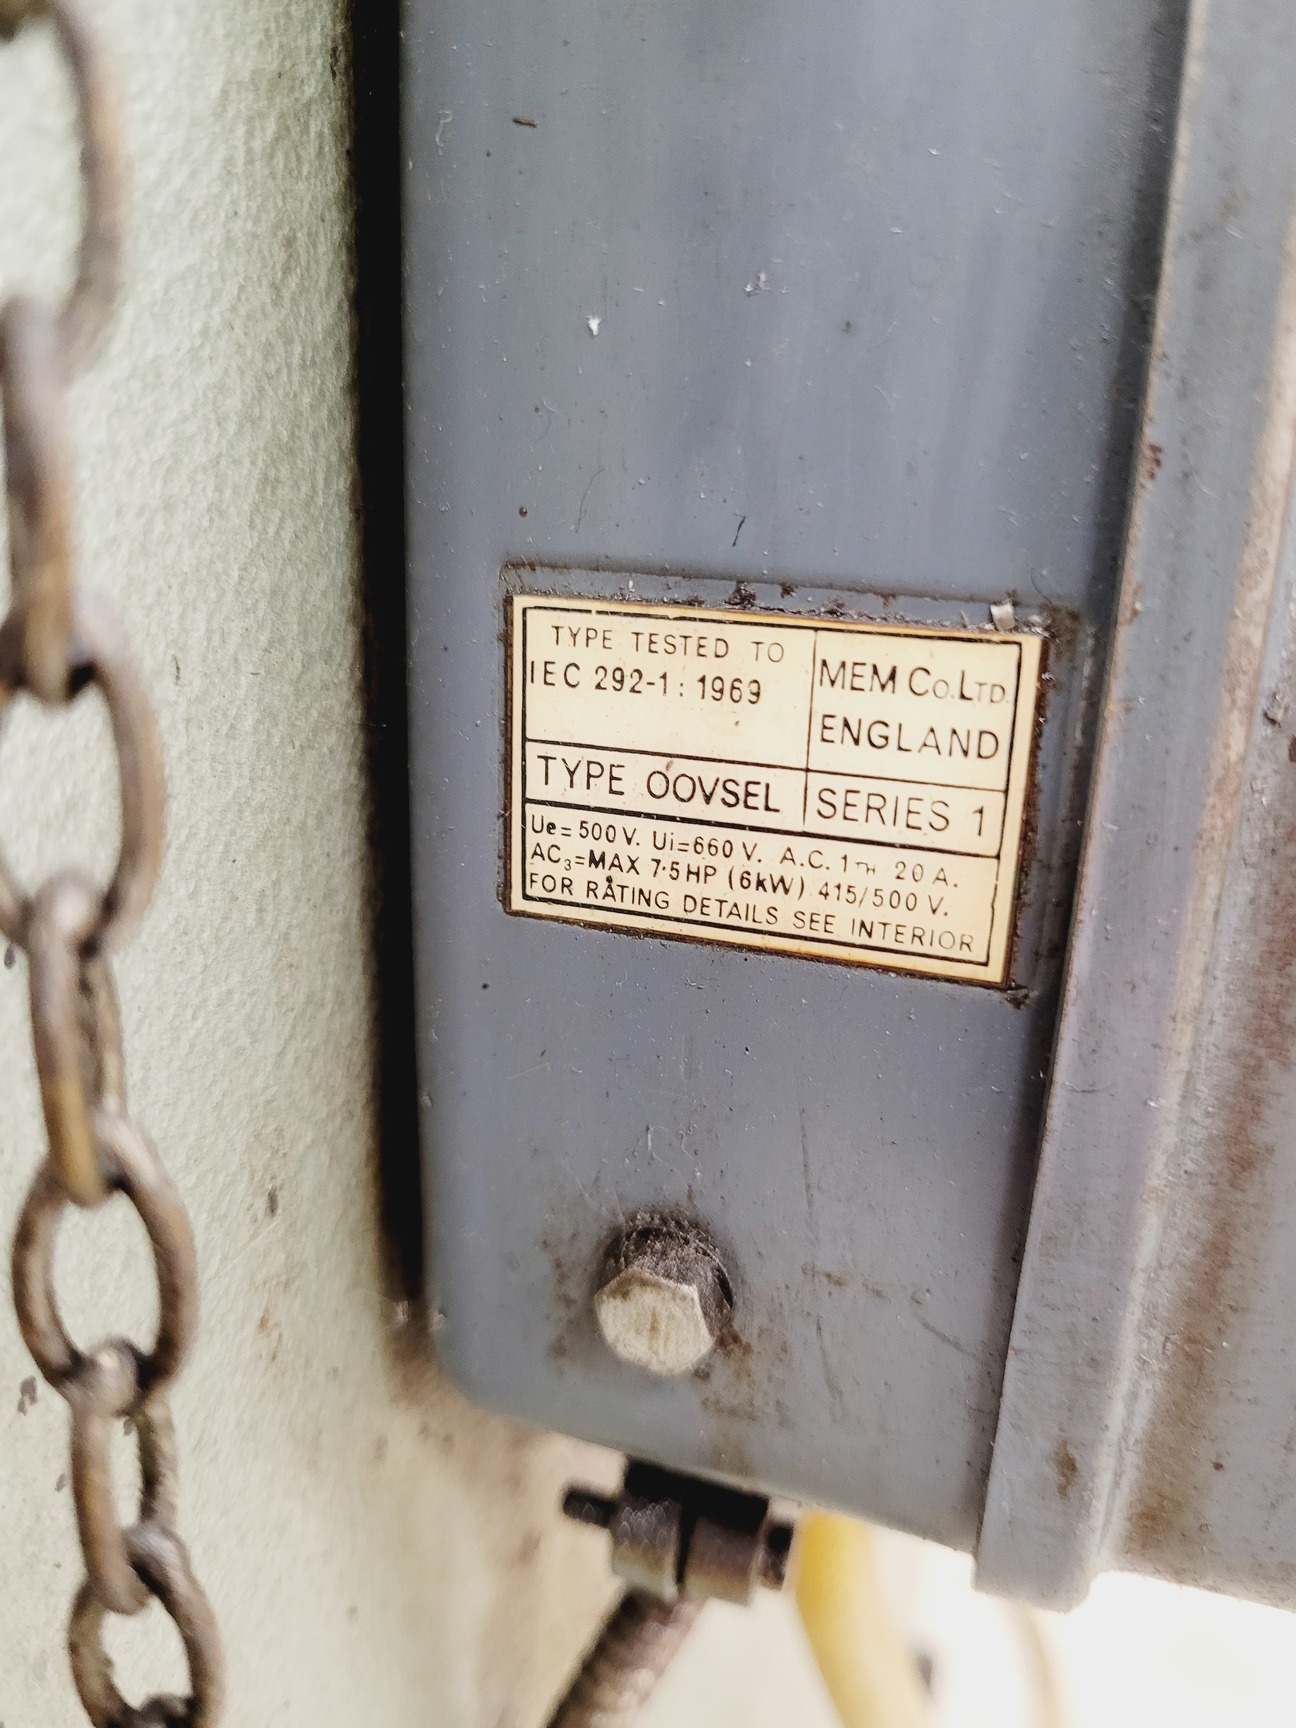 TYPE TESTED TO
IEC 292-1 : 1969
MEM Co. LTD
ENGLAND
TYPE OOVSEL
SERIES 1
Ue= 500 V. Ui=660 V. A.C. 1TH 20 A.
AC3=MAX 7·5HP (6kW) 415/500 V.
FOR RATING DETAILS SEE INTERIOR